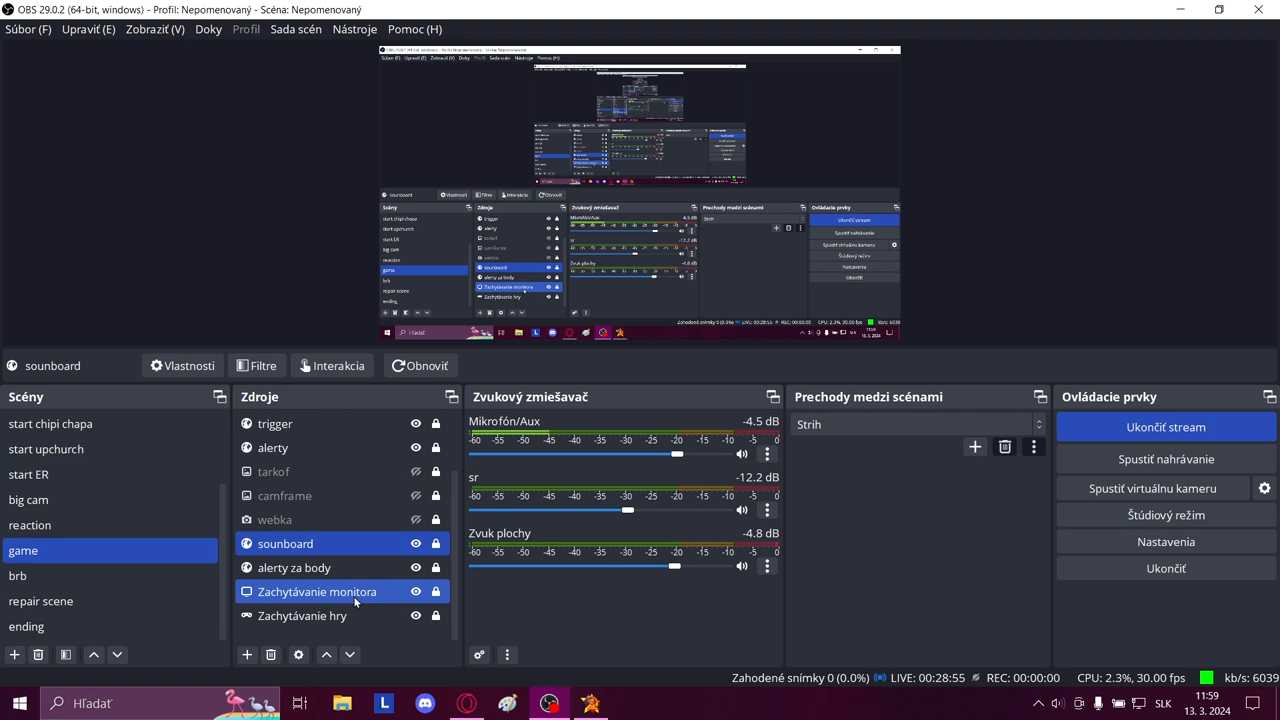 OBS 29.0.2 (64-bit, windows) - Profil: Nepomenovaný - Scéna: Nepomenovaný
Súbor (F) Upraviť (E) Zobraziť (V) Doky Profil Sada scén Nástroje Pomoc (H)
sounboard Vlastnosti Filtre Interakcia Obnoviť
Scény
start chipi chapa
start upchurch
start ER
big cam
reaction
game
brb
repair scene
ending
Zdroje
trigger
alerty
tarkof
camframe
webka
sounboard
alerty za body
Zachytávanie monitora
Zachytávanie hry
Zvukový zmiešavač
Mikrofón/Aux -4.5 dB
-60 -55 -50 -45 -40 -35 -30 -25 -20 -15 -10 -5 0
sr -12.2 dB
-60 -55 -50 -45 -40 -35 -30 -25 -20 -15 -10 -5 0
Zvuk plochy -4.8 dB
-60 -55 -50 -45 -40 -35 -30 -25 -20 -15 -10 -5 0
Prechody medzi scénami
Strih
Ovládacie prvky
Ukončiť stream
Spustiť nahrávanie
Spustiť virtuálnu kameru
Štúdiový režim
Nastavenia
Ukončiť
Zahodené snímky 0 (0.0%) LIVE: 00:28:55 REC: 00:00:00 CPU: 2.3%, 30.00 fps kb/s: 6039
Hľadať
L
SLK
11:59
13. 3. 2024